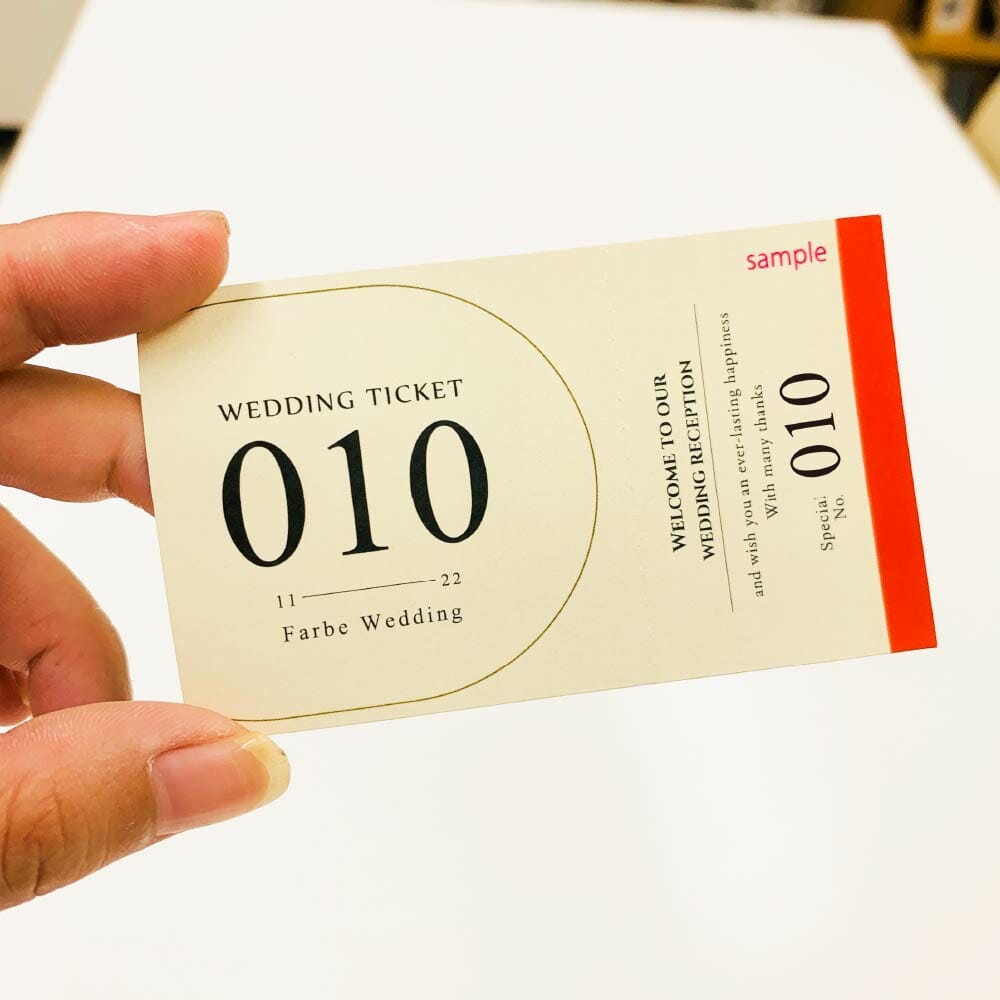 WEDDING TICKET
010
11 22
Farbe Wedding
sample
WELCOME TO OUR
WEDDING RECEPTION
and wish you an ever-lasting happiness
With many thanks
Special
No.
010